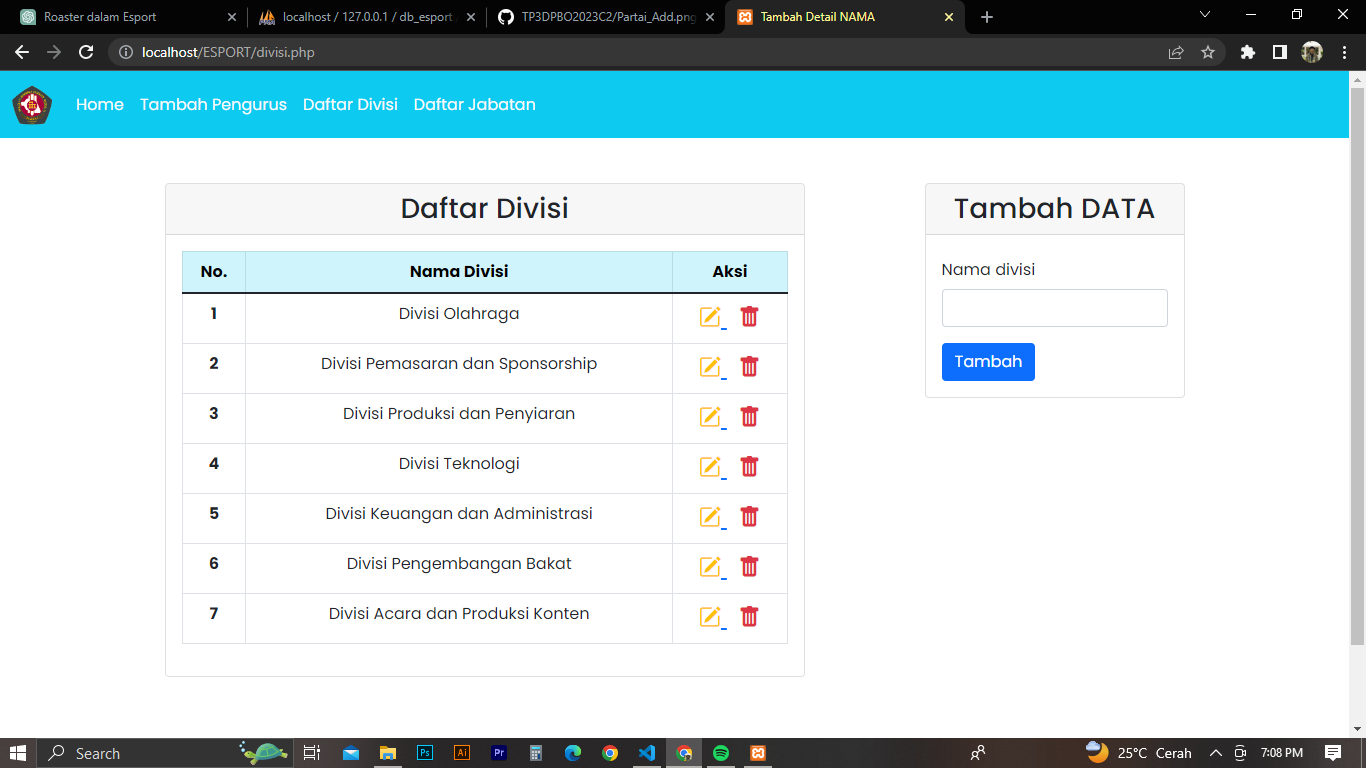 Roaster dalam Esport
localhost / 127.0.0.1 / db_esport
TP3DPBO2023C2/Partai_Add.png
Tambah Detail NAMA
localhost/ESPORT/divisi.php
Home Tambah Pengurus Daftar Divisi Daftar Jabatan
Daftar Divisi
No. Nama Divisi Aksi
1 Divisi Olahraga
2 Divisi Pemasaran dan Sponsorship
3 Divisi Produksi dan Penyiaran
4 Divisi Teknologi
5 Divisi Keuangan dan Administrasi
6 Divisi Pengembangan Bakat
7 Divisi Acara dan Produksi Konten
Tambah DATA
Nama divisi
Tambah
Search
Ps
Ai
Pr
25°C Cerah
7:08 PM